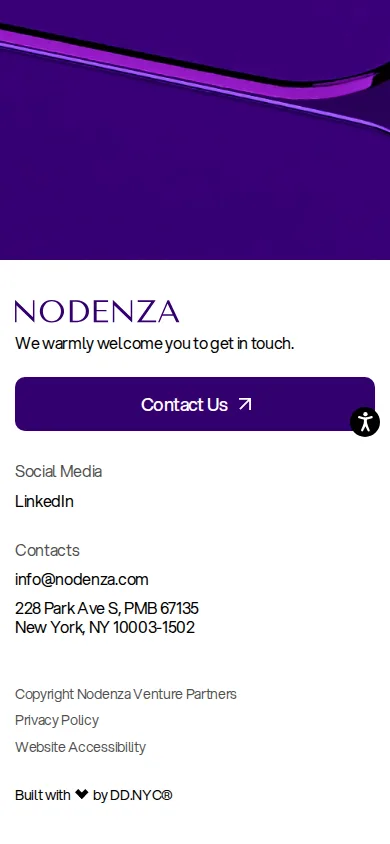 NODENZA
We warmly welcome you to get in touch.
Contact Us
Social Media
LinkedIn
Contacts
info@nodenza.com
228 Park Ave S, PMB 67135
New York, NY 10003-1502
Copyright Nodenza Venture Partners
Privacy Policy
Website Accessibility
Built with ❤ by DD.NYC®